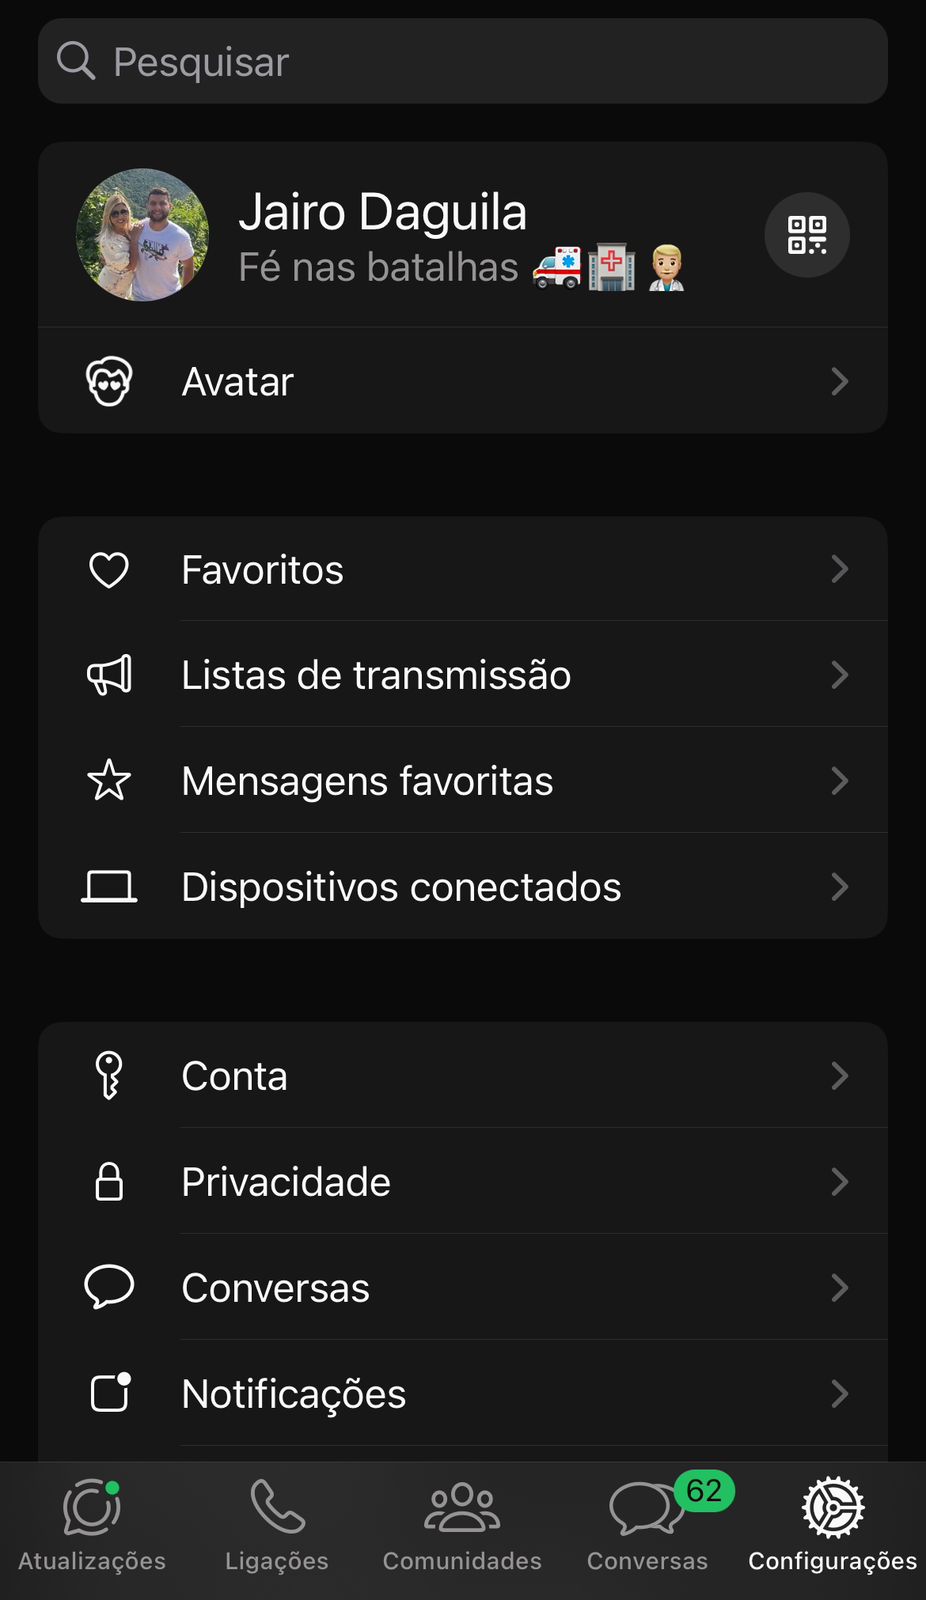 Pesquisar
Jairo Daguila
Fé nas batalhas 🚑🏥👨🏼‍⚕️
Avatar
Favoritos
Listas de transmissão
Mensagens favoritas
Dispositivos conectados
Conta
Privacidade
Conversas
Notificações
62
Atualizações
Ligações
Comunidades
Conversas
Configurações